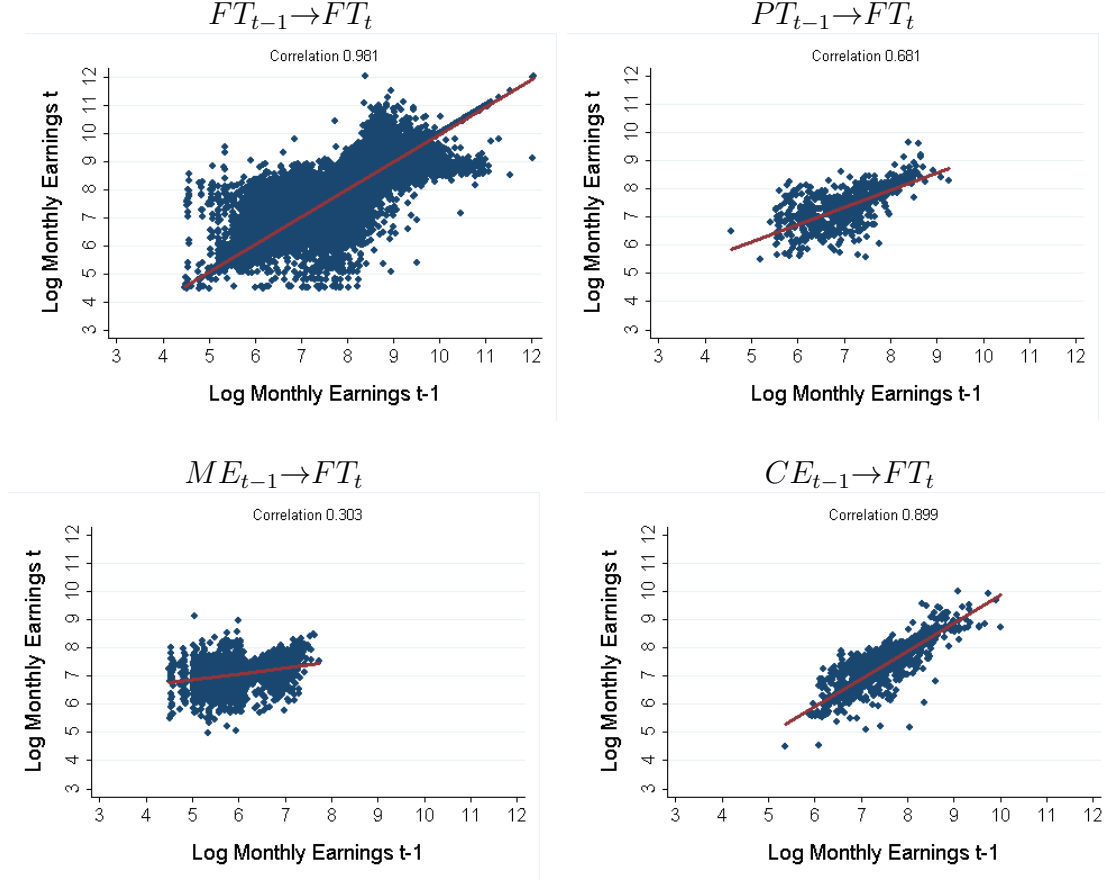 FT_{t−1}→FT_t
Correlation 0.981
Log Monthly Earnings t
12
11
10
9
8
7
6
5
4
3
3 4 5 6 7 8 9 10 11 12
Log Monthly Earnings t-1
PT_{t−1}→FT_t
Correlation 0.681
Log Monthly Earnings t
12
11
10
9
8
7
6
5
4
3
3 4 5 6 7 8 9 10 11 12
Log Monthly Earnings t-1
ME_{t−1}→FT_t
Correlation 0.303
Log Monthly Earnings t
12
11
10
9
8
7
6
5
4
3
3 4 5 6 7 8 9 10 11 12
Log Monthly Earnings t-1
CE_{t−1}→FT_t
Correlation 0.899
Log Monthly Earnings t
12
11
10
9
8
7
6
5
4
3
3 4 5 6 7 8 9 10 11 12
Log Monthly Earnings t-1